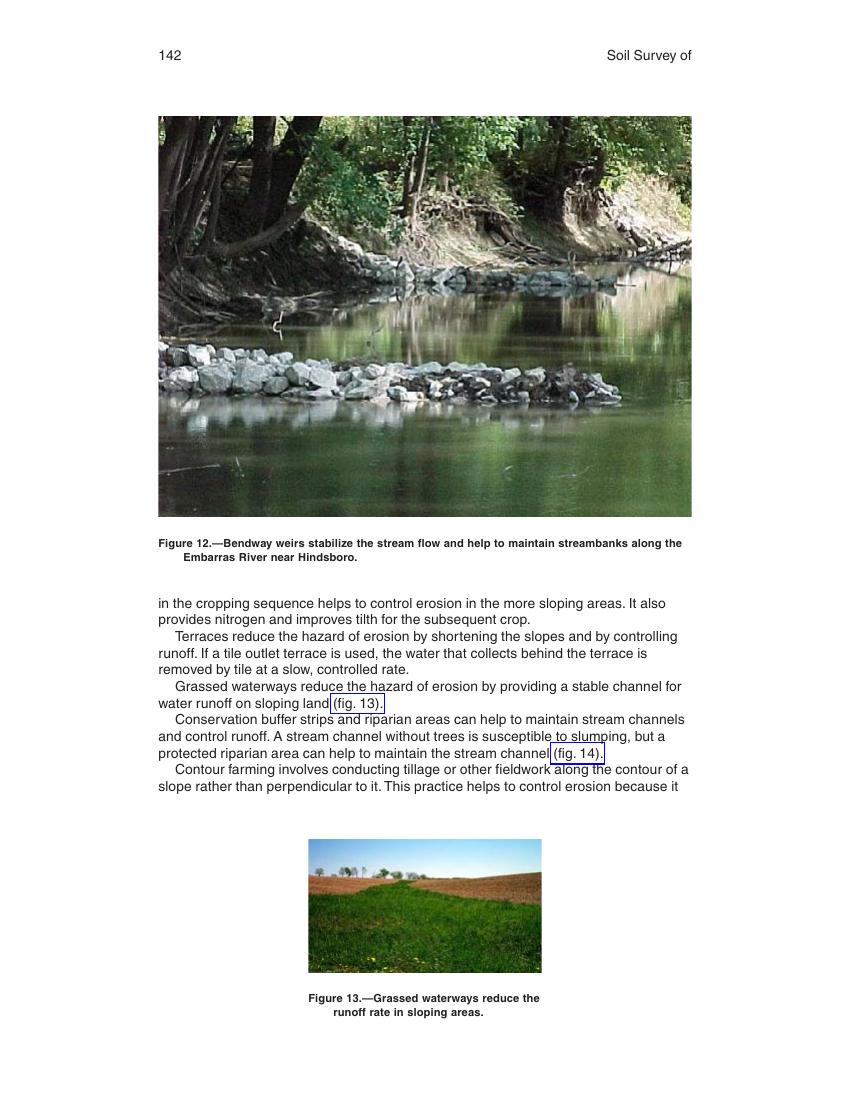 142
Soil Survey of
Figure 12.—Bendway weirs stabilize the stream flow and help to maintain streambanks along the
Embarras River near Hindsboro.
in the cropping sequence helps to control erosion in the more sloping areas. It also
provides nitrogen and improves tilth for the subsequent crop.
Terraces reduce the hazard of erosion by shortening the slopes and by controlling
runoff. If a tile outlet terrace is used, the water that collects behind the terrace is
removed by tile at a slow, controlled rate.
Grassed waterways reduce the hazard of erosion by providing a stable channel for
water runoff on sloping land (fig. 13).
Conservation buffer strips and riparian areas can help to maintain stream channels
and control runoff. A stream channel without trees is susceptible to slumping, but a
protected riparian area can help to maintain the stream channel (fig. 14).
Contour farming involves conducting tillage or other fieldwork along the contour of a
slope rather than perpendicular to it. This practice helps to control erosion because it
Figure 13.—Grassed waterways reduce the
runoff rate in sloping areas.